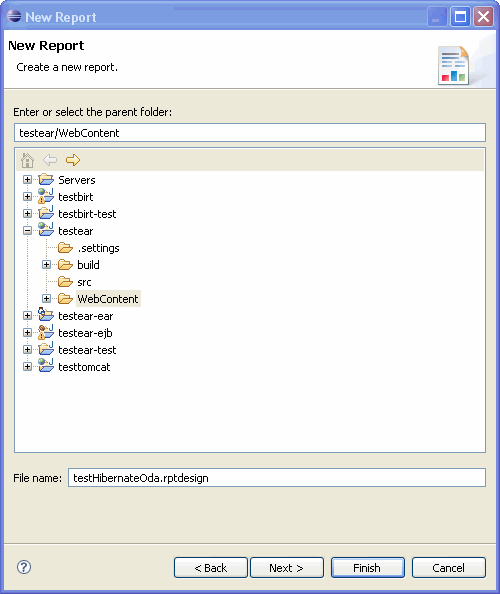 New Report
New Report
Create a new report.
Enter or select the parent folder:
testear/WebContent
Servers
testbirt
testbirt-test
testear
.settings
build
src
WebContent
testear-ear
testear-ejb
testear-test
testtomcat
File name: testHibernateOda.rptdesign
? < Back Next > Finish Cancel